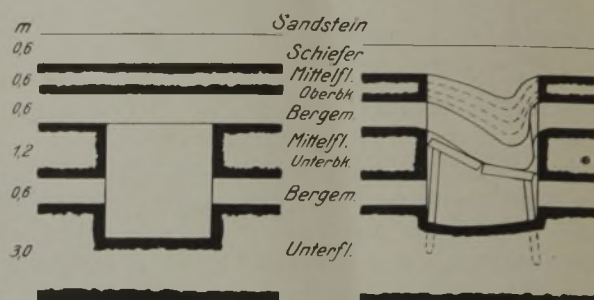 m
Sandstein
0,6
Schiefer
0,6
Mittelfl.
Oberbk.
0,6
Bergem.
1,2
Mittelfl.
Unterbk.
0,6
Bergem.
3,0
Unterfl.